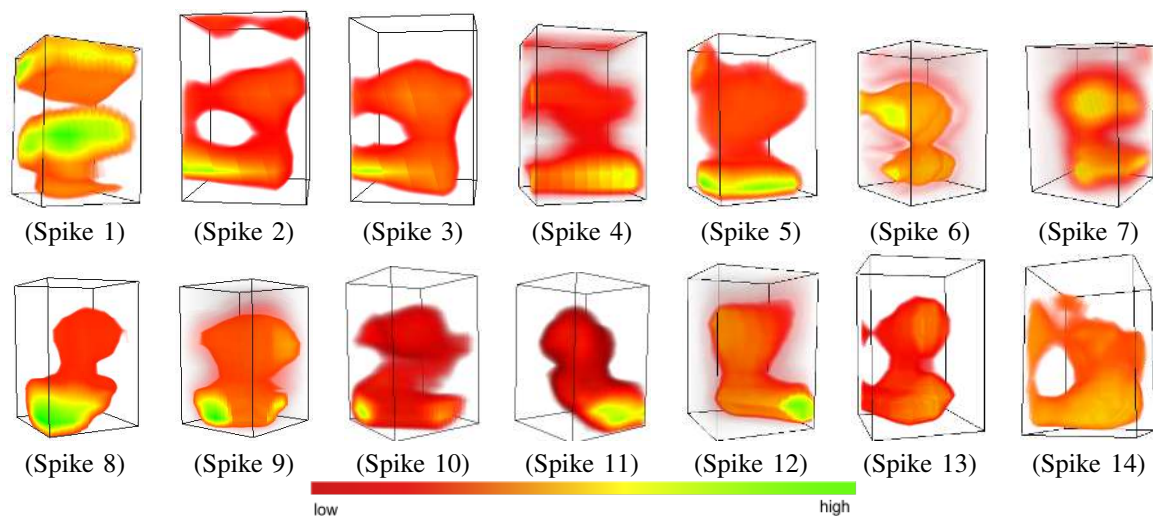 (Spike 1) (Spike 2) (Spike 3) (Spike 4) (Spike 5) (Spike 6) (Spike 7)
(Spike 8) (Spike 9) (Spike 10) (Spike 11) (Spike 12) (Spike 13) (Spike 14)
low high